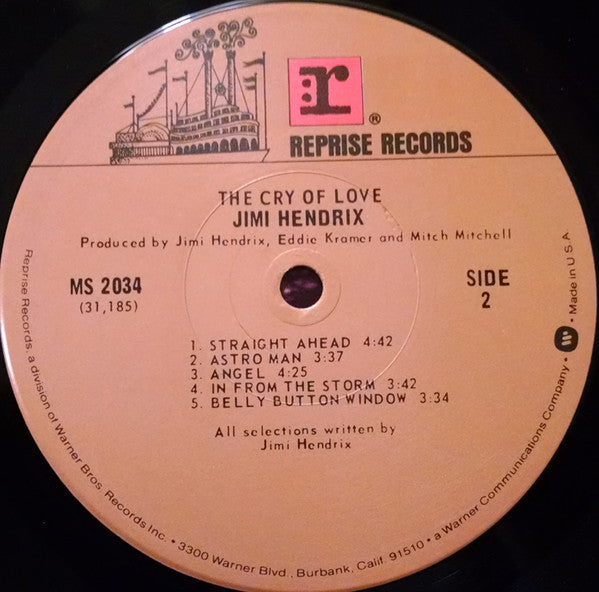 r
®
REPRISE RECORDS
THE CRY OF LOVE
JIMI HENDRIX
Produced by Jimi Hendrix, Eddie Kramer and Mitch Mitchell
MS 2034
(31,185)
SIDE
2
1. STRAIGHT AHEAD 4:42
2. ASTRO MAN 3:37
3. ANGEL 4:25
4. IN FROM THE STORM 3:42
5. BELLY BUTTON WINDOW 3:34
All selections written by
Jimi Hendrix
Reprise Records, a division of Warner Bros. Records Inc. • 3300 Warner Blvd., Burbank, Calif. 91510 • a Warner Communications Company • W • Made in U.S.A.